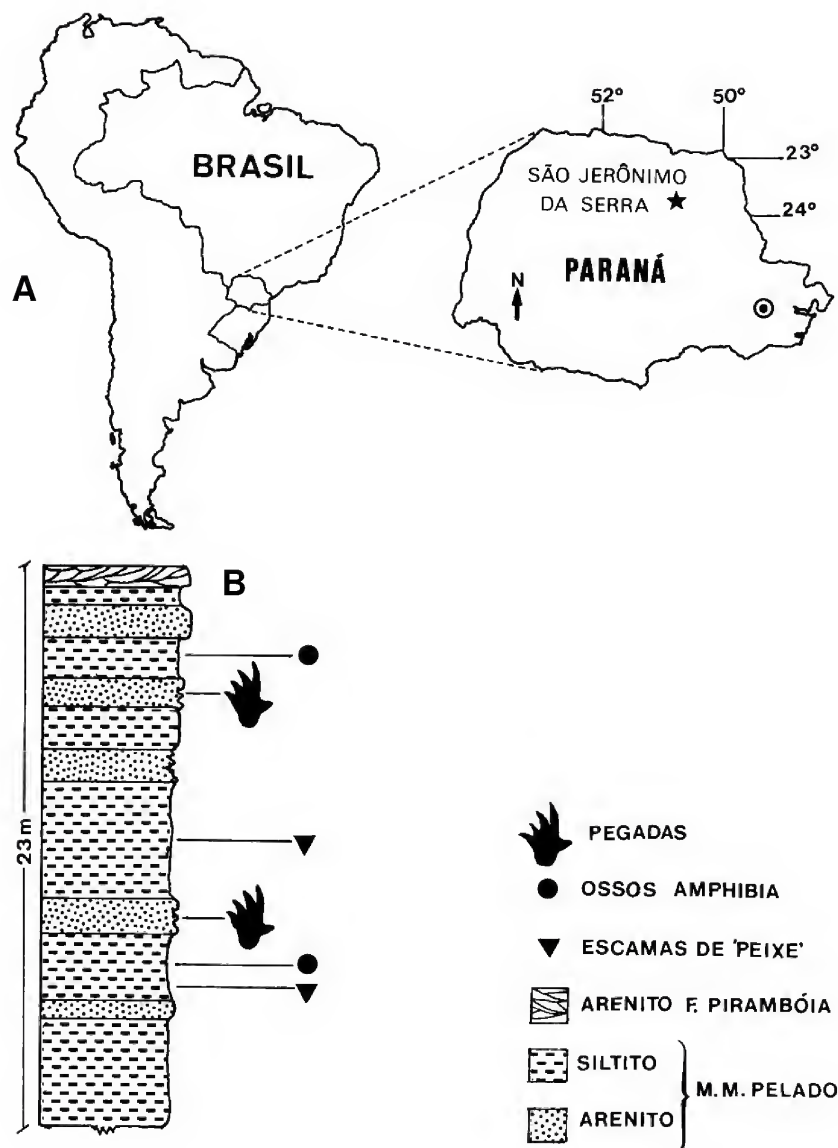 BRASIL
A
52° 50°
23°
24°
SÃO JERÔNIMO
DA SERRA
PARANÁ
N
B
23m
PEGADAS
OSSOS AMPHIBIA
ESCAMAS DE 'PEIXE'
ARENITO F. PIRAMBÓIA
SILTITO
ARENITO
M.M. PELADO